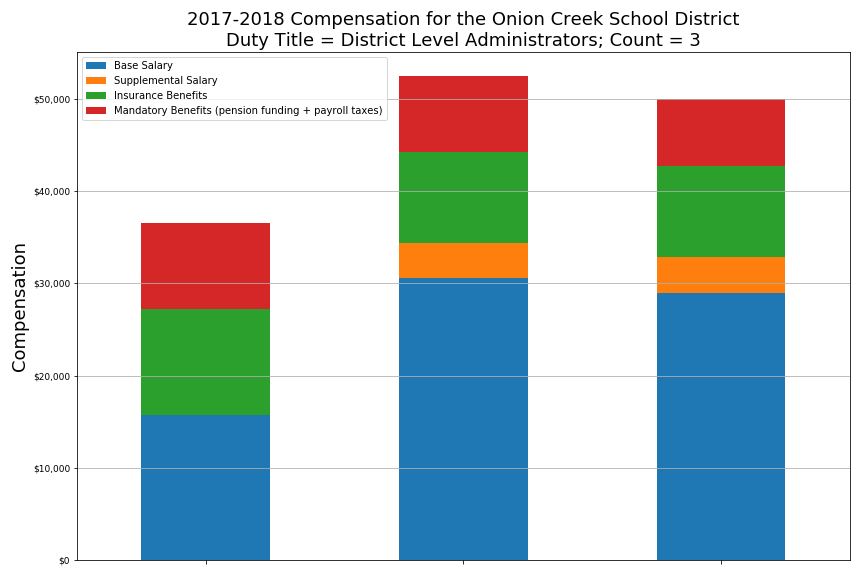 2017-2018 Compensation for the Onion Creek School District
Duty Title = District Level Administrators; Count = 3
Base Salary
Supplemental Salary
Insurance Benefits
Mandatory Benefits (pension funding + payroll taxes)
$50,000
$40,000
$30,000
$20,000
$10,000
$0
Compensation